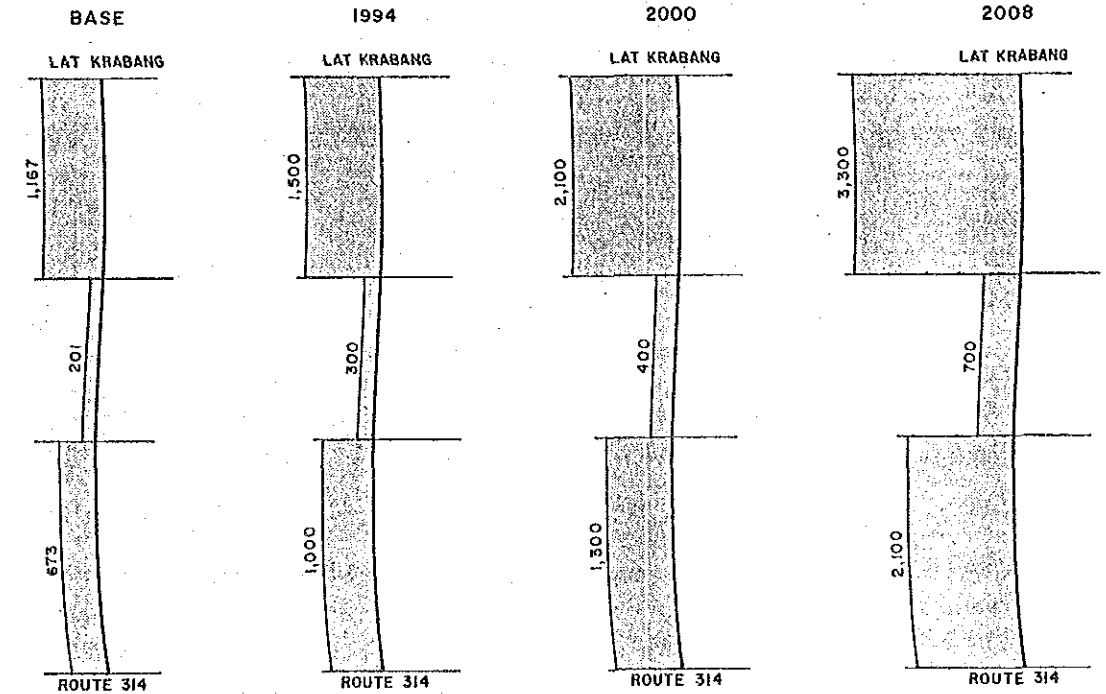 BASE
1994
2000
2008
LAT KRABANG
LAT KRABANG
LAT KRABANG
LAT KRABANG
1,167
1,500
2,100
3,300
201
300
400
700
673
1,000
1,300
2,100
ROUTE 314
ROUTE 314
ROUTE 314
ROUTE 314